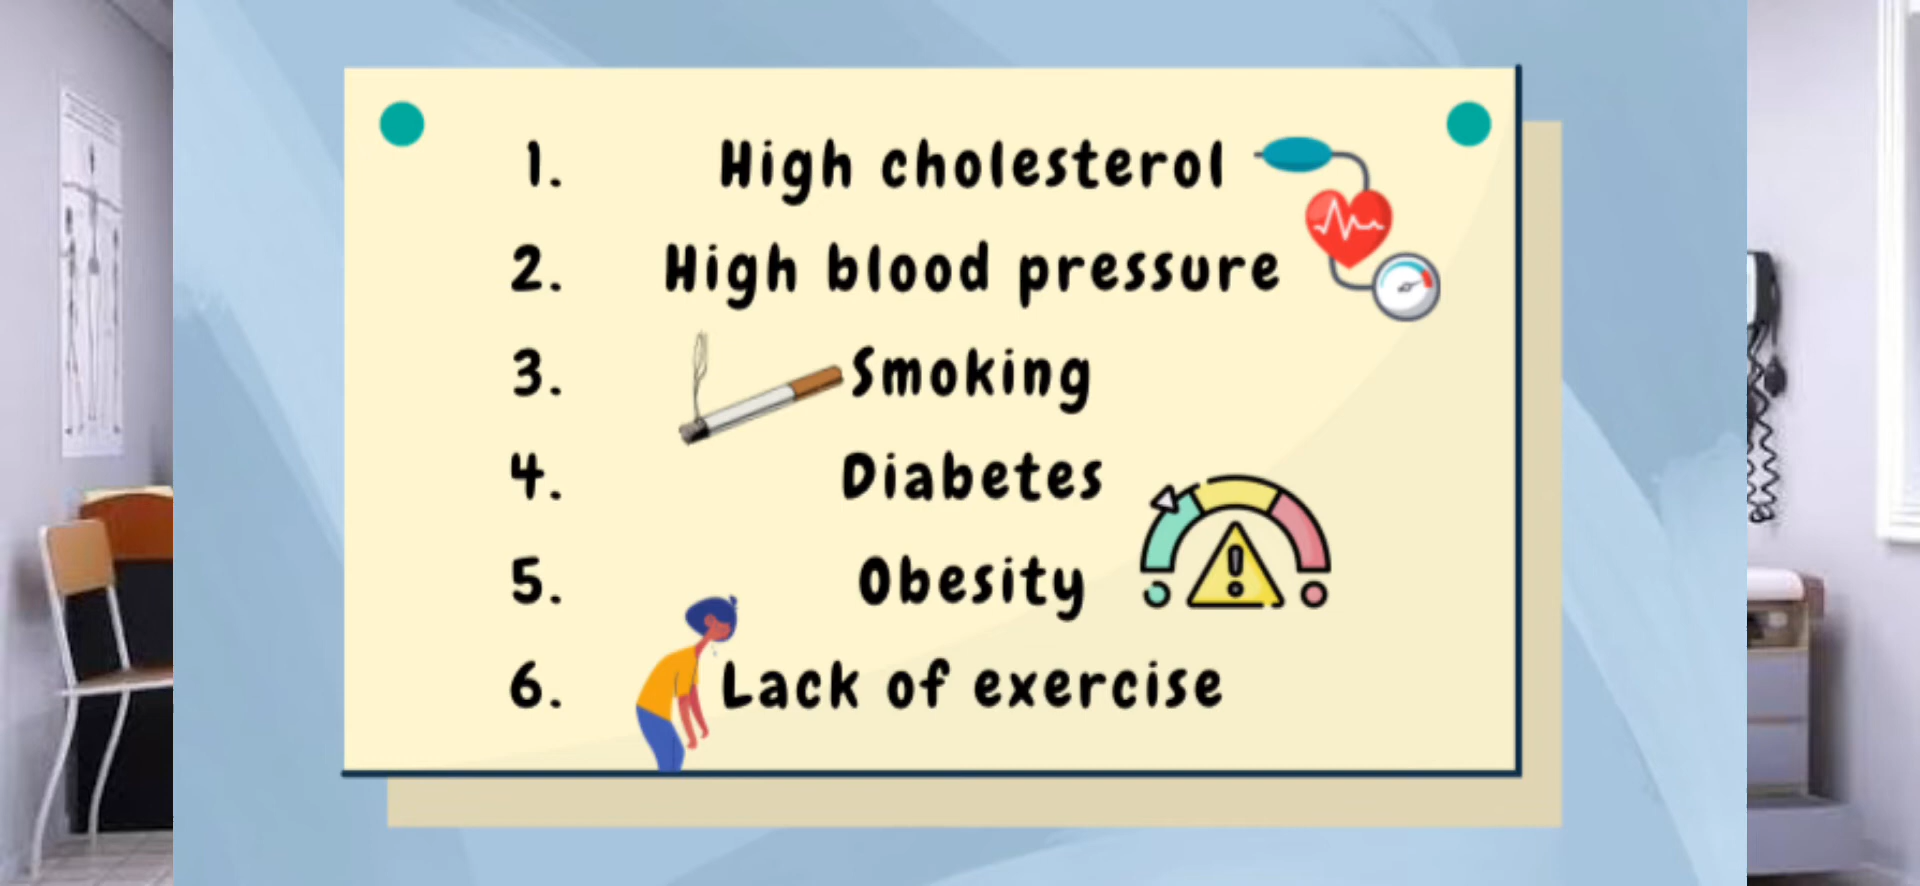 1. High cholesterol
2. High blood pressure
3. Smoking
4. Diabetes
5. Obesity
6. Lack of exercise